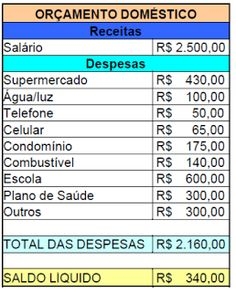 ORÇAMENTO DOMÉSTICO
Receitas
Salário R$ 2.500,00
Despesas
Supermercado R$ 430,00
Água/luz R$ 100,00
Telefone R$ 50,00
Celular R$ 65,00
Condomínio R$ 175,00
Combustível R$ 140,00
Escola R$ 600,00
Plano de Saúde R$ 300,00
Outros R$ 300,00
TOTAL DAS DESPESAS R$ 2.160,00
SALDO LÍQUIDO R$ 340,00